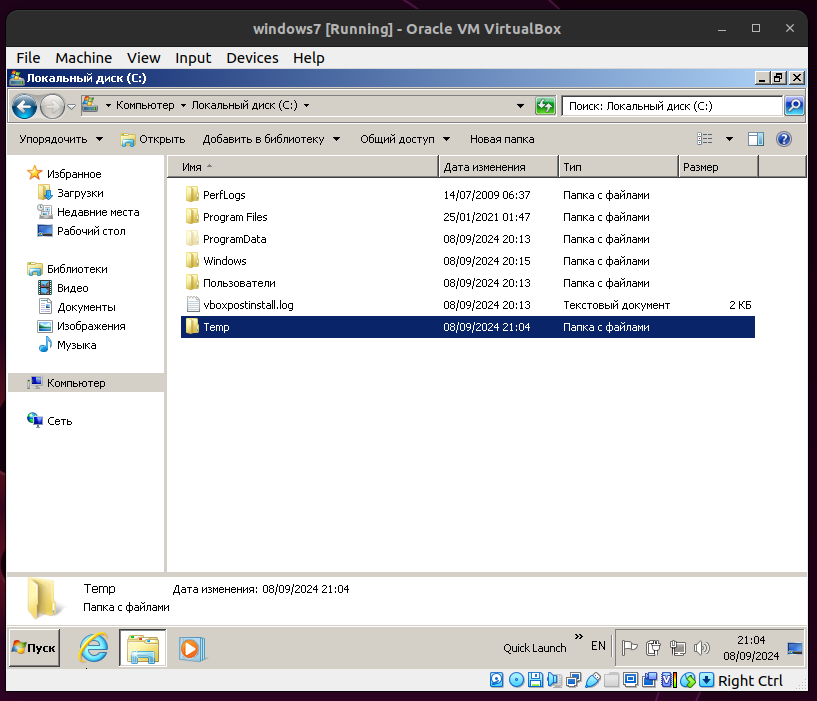 windows7 [Running] - Oracle VM VirtualBox
File Machine View Input Devices Help
Локальный диск (C:)
Компьютер Локальный диск (C:) Поиск: Локальный диск (C:)
Упорядочить Открыть Добавить в библиотеку Общий доступ Новая папка
Имя Дата изменения Тип Размер
Избранное
Загрузки
Недавние места
Рабочий стол
Библиотеки
Видео
Документы
Изображения
Музыка
Компьютер
Сеть
PerfLogs 14/07/2009 06:37 Папка с файлами
Program Files 25/01/2021 01:47 Папка с файлами
ProgramData 08/09/2024 20:13 Папка с файлами
Windows 08/09/2024 20:15 Папка с файлами
Пользователи 08/09/2024 20:13 Папка с файлами
vboxpostinstall.log 08/09/2024 20:13 Текстовый документ 2 КБ
Temp 08/09/2024 21:04 Папка с файлами
Temp Дата изменения: 08/09/2024 21:04
Папка с файлами
Пуск Quick Launch » EN 21:04
08/09/2024
Right Ctrl